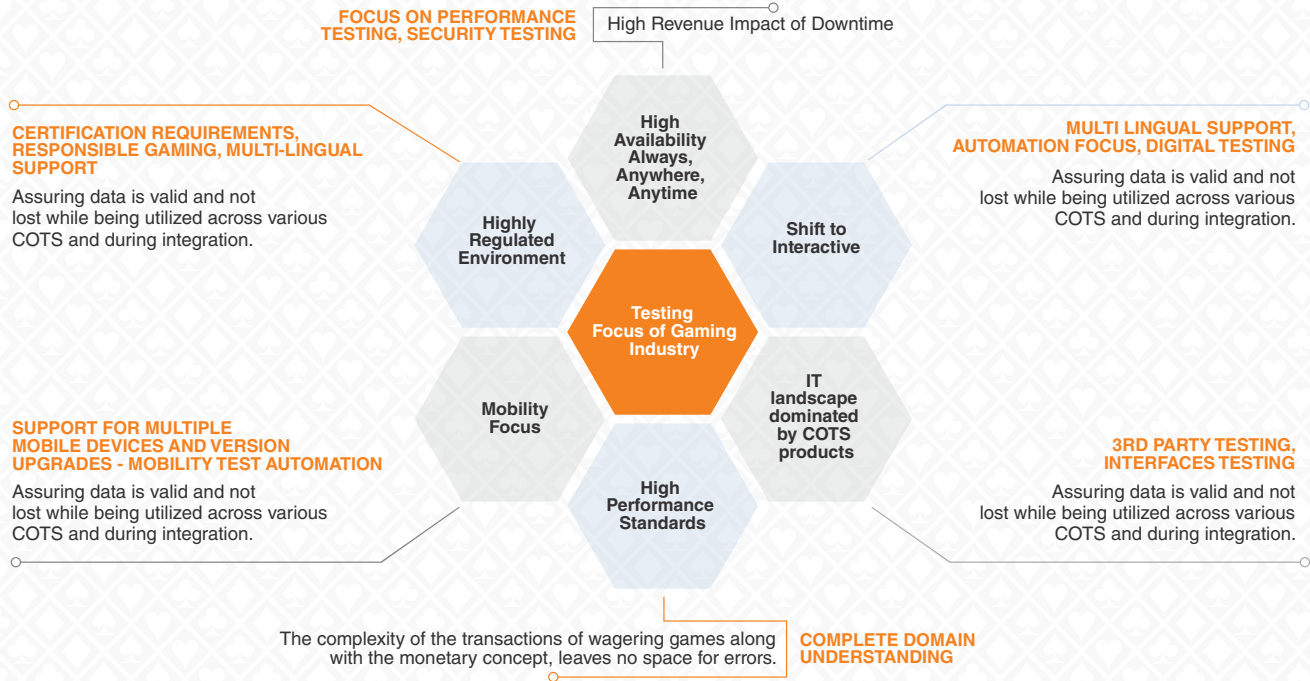 FOCUS ON PERFORMANCE
TESTING, SECURITY TESTING
High Revenue Impact of Downtime
High
Availability
Always,
Anywhere,
Anytime
CERTIFICATION REQUIREMENTS,
RESPONSIBLE GAMING, MULTI-LINGUAL
SUPPORT
Assuring data is valid and not
lost while being utilized across various
COTS and during integration.
Highly
Regulated
Environment
Shift to
Interactive
MULTI LINGUAL SUPPORT,
AUTOMATION FOCUS, DIGITAL TESTING
Assuring data is valid and not
lost while being utilized across various
COTS and during integration.
Testing
Focus of Gaming
Industry
SUPPORT FOR MULTIPLE
MOBILE DEVICES AND VERSION
UPGRADES - MOBILITY TEST AUTOMATION
Assuring data is valid and not
lost while being utilized across various
COTS and during integration.
Mobility
Focus
IT
landscape
dominated
by COTS
products
3RD PARTY TESTING,
INTERFACES TESTING
Assuring data is valid and not
lost while being utilized across various
COTS and during integration.
High
Performance
Standards
The complexity of the transactions of wagering games along
with the monetary concept, leaves no space for errors.
COMPLETE DOMAIN
UNDERSTANDING